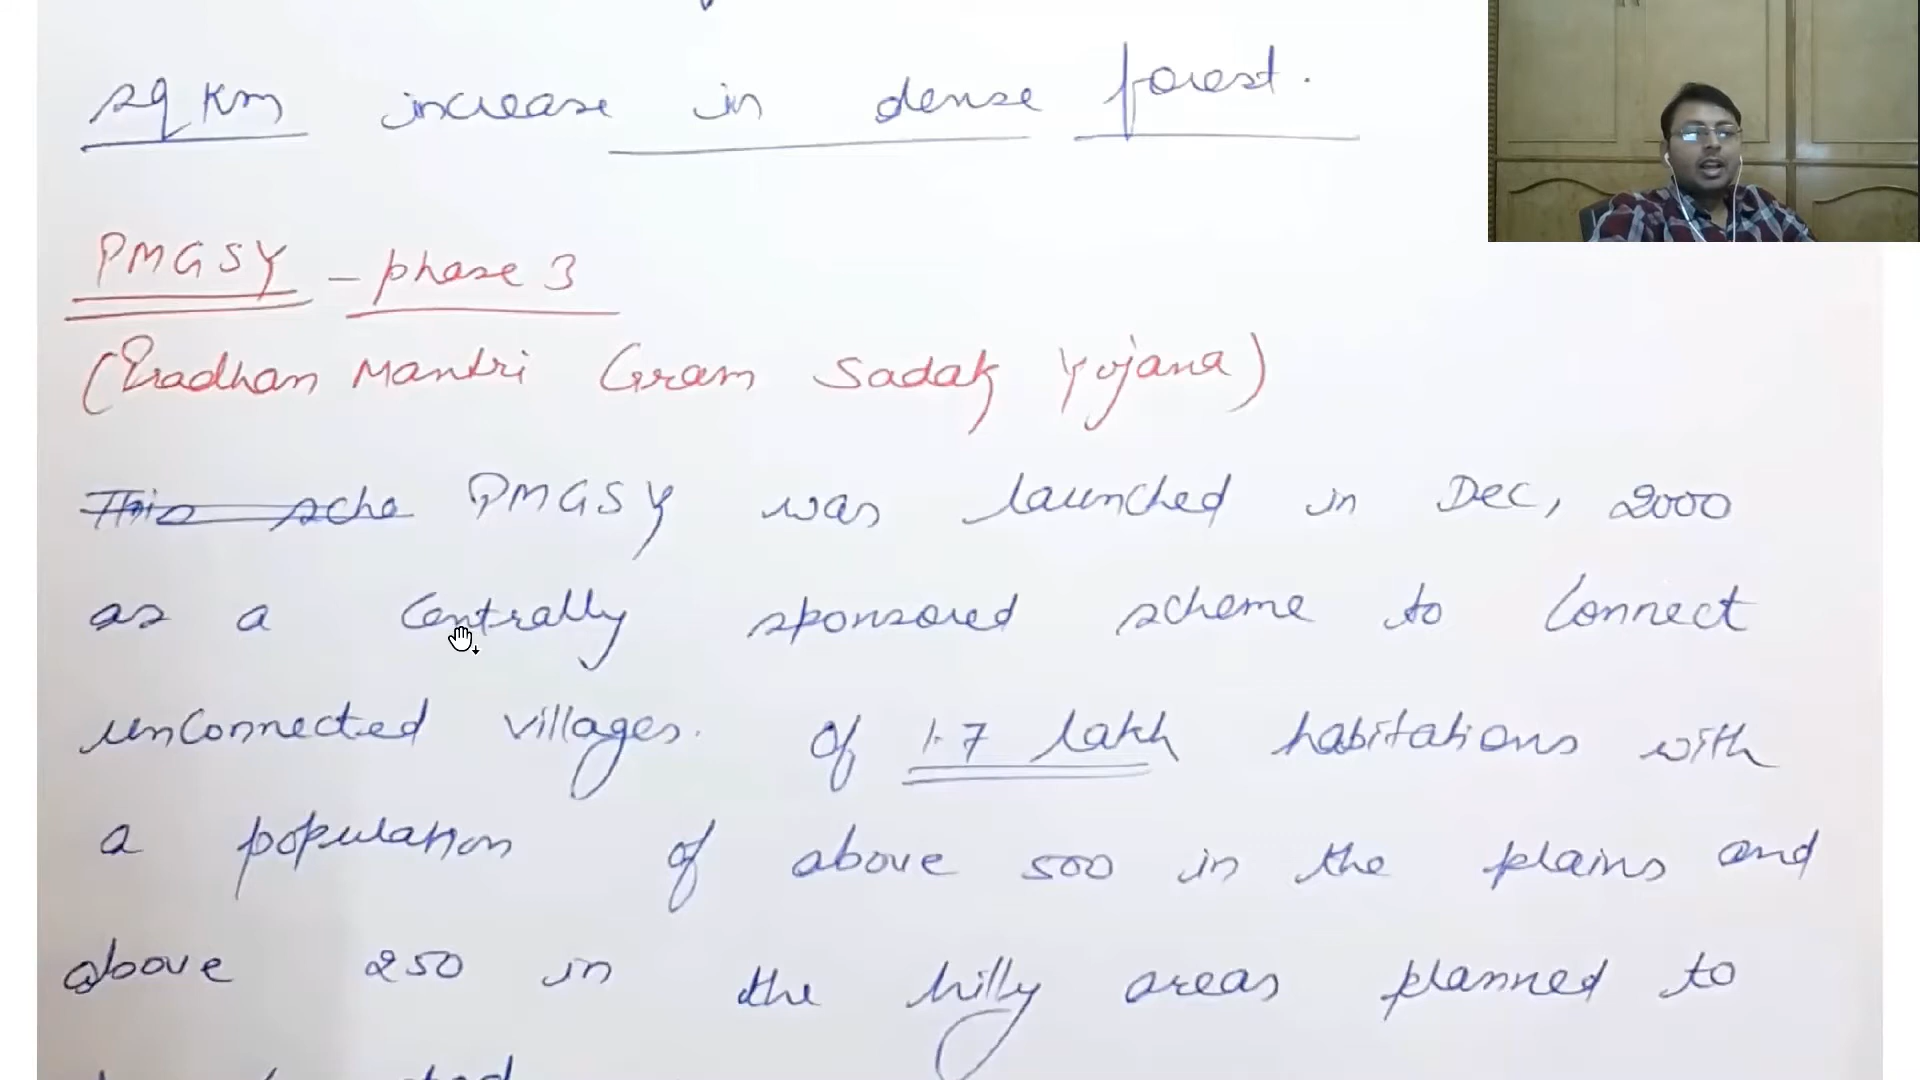 sq km increase in dense forest.
PMGSY - phase 3
(Pradhan Mantri Gram Sadak Yojana)
This sche PMGSY was launched in Dec, 2000
as a Centrally sponsored scheme to Connect
unconnected villages. Of 1.7 lakh habitations with
a population of above 500 in the plains and
above 250 in the hilly areas planned to